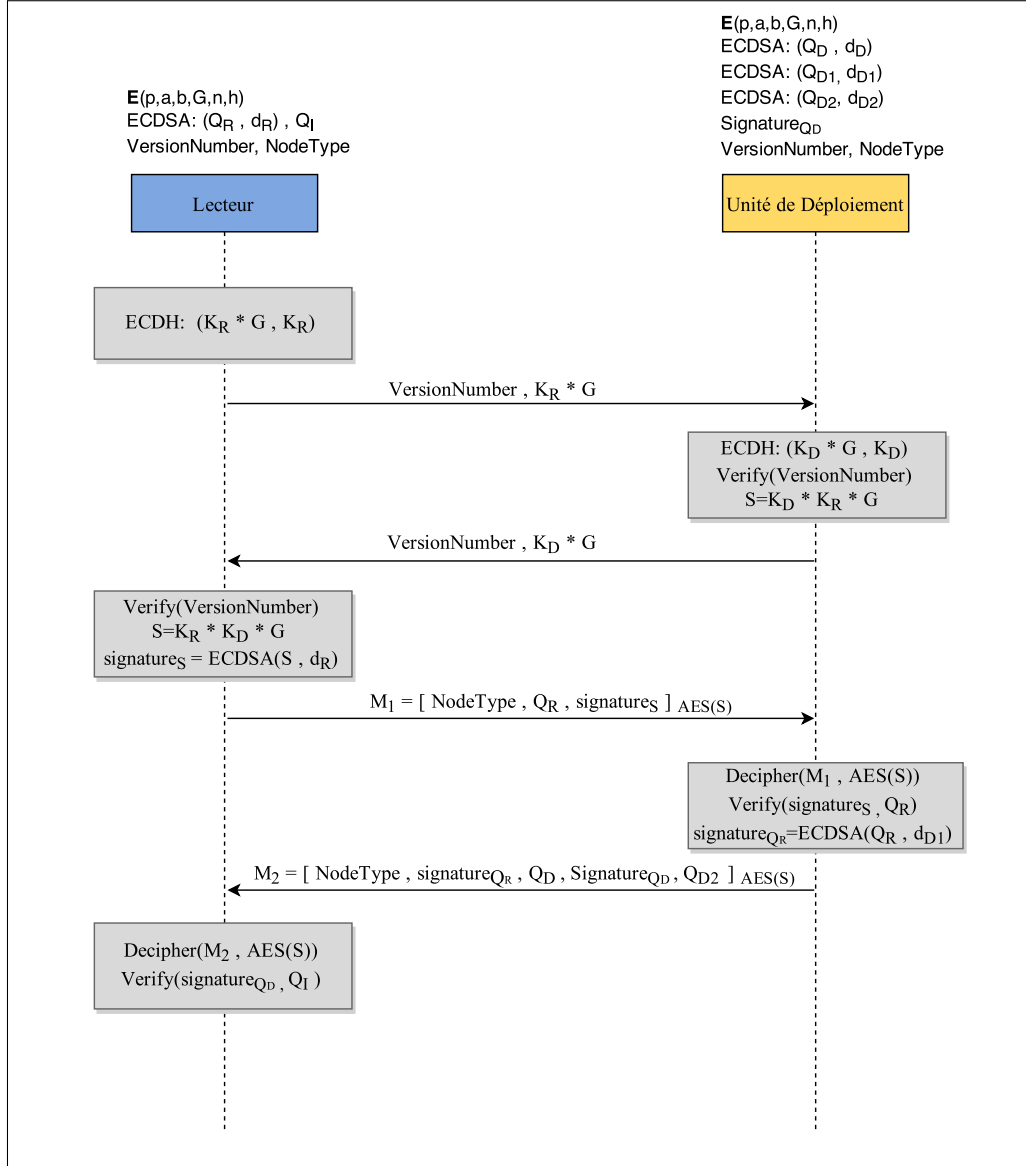 E(p,a,b,G,n,h)
ECDSA: (QR , dR) , QI
VersionNumber, NodeType
E(p,a,b,G,n,h)
ECDSA: (QD , dD)
ECDSA: (QD1, dD1)
ECDSA: (QD2, dD2)
SignatureQD
VersionNumber, NodeType
Lecteur
Unité de Déploiement
ECDH: (KR * G , KR)
VersionNumber , KR * G
ECDH: (KD * G , KD)
Verify(VersionNumber)
S=KD * KR * G
VersionNumber , KD * G
Verify(VersionNumber)
S=KR * KD * G
signatureS = ECDSA(S , dR)
M1 = [ NodeType , QR , signatureS ] AES(S)
Decipher(M1 , AES(S))
Verify(signatureS , QR)
signatureQR=ECDSA(QR , dD1)
M2 = [ NodeType , signatureQR , QD , SignatureQD , QD2 ] AES(S)
Decipher(M2 , AES(S))
Verify(signatureQD , QI )